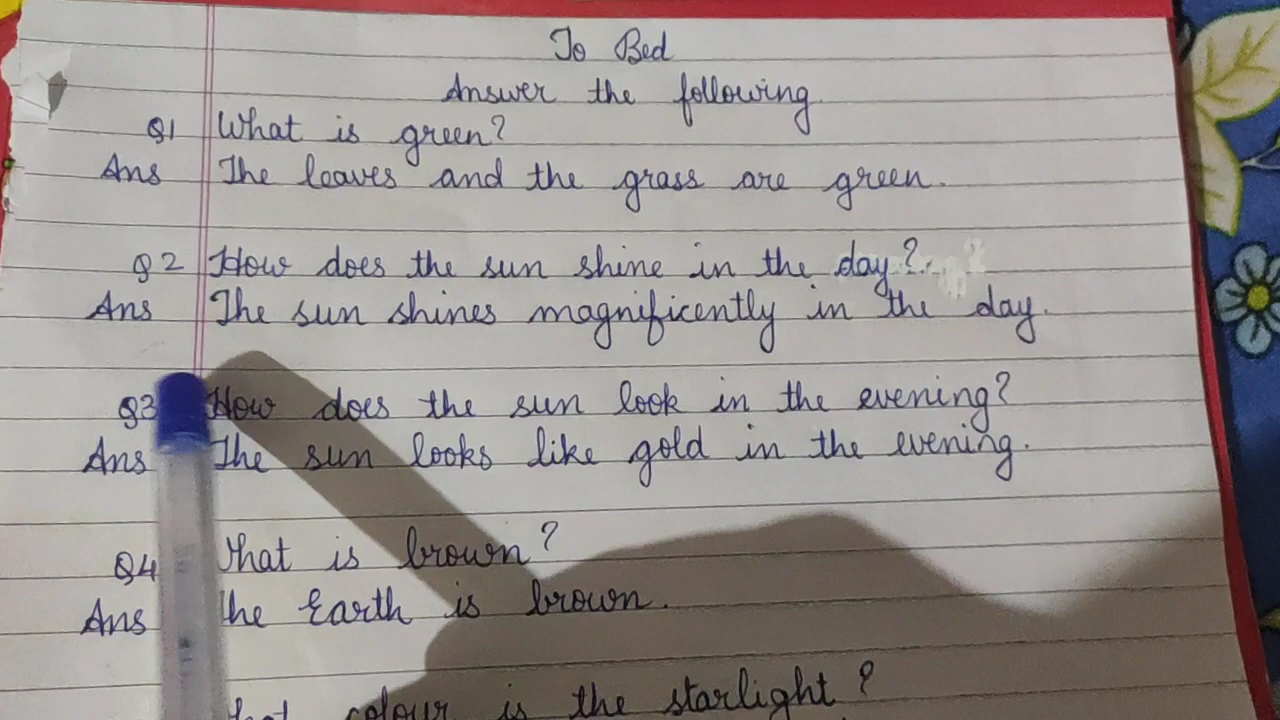 To Bed
Answer the following.
Q1 What is green?
Ans The leaves and the grass are green.
Q2 How does the sun shine in the day?
Ans The sun shines magnificently in the day.
Q3 How does the sun look in the evening?
Ans The sun looks like gold in the evening.
Q4 What is brown?
Ans The Earth is brown.
colour is the starlight?